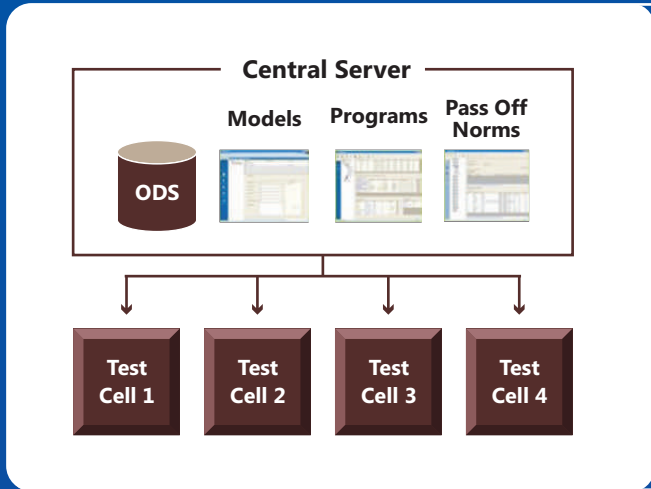 Central Server
Models
Programs
Pass Off
Norms
ODS
Test
Cell 1
Test
Cell 2
Test
Cell 3
Test
Cell 4